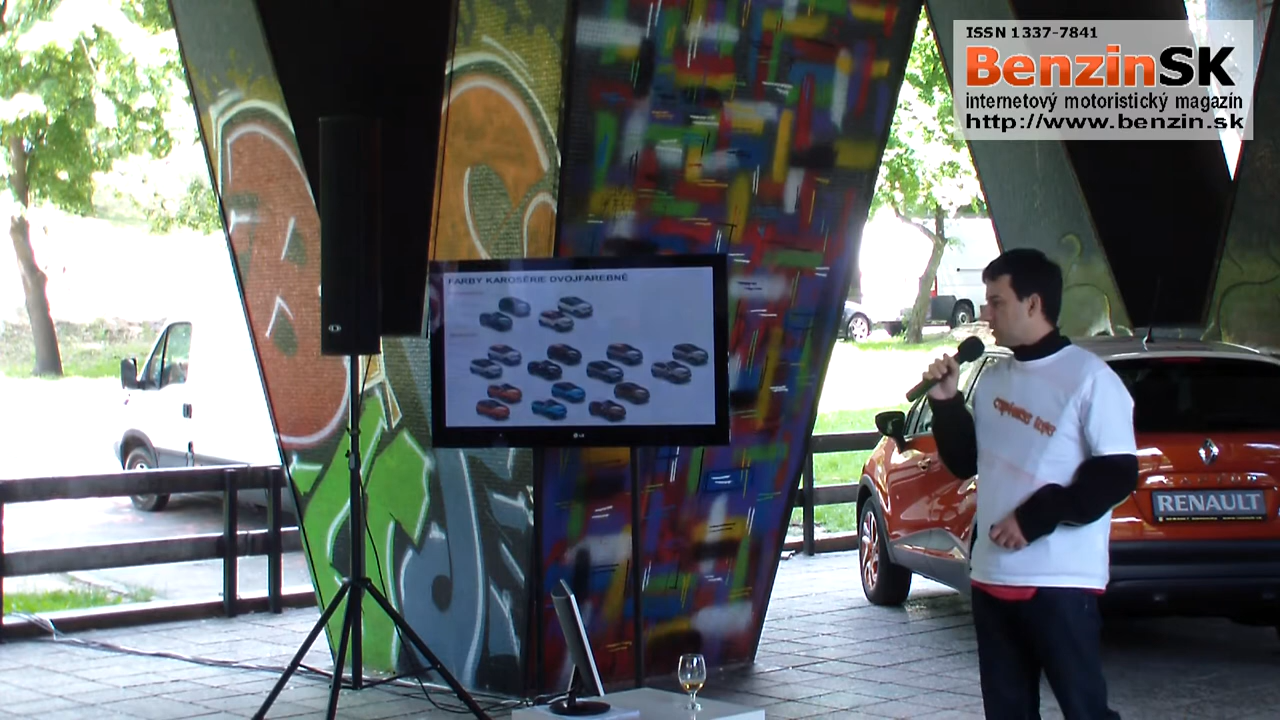 ISSN 1337-7841
BenzinSK
internetový motoristický magazín
http://www.benzin.sk
FARBY KAROSÉRIE DVOJFAREBNÉ
LG
RENAULT